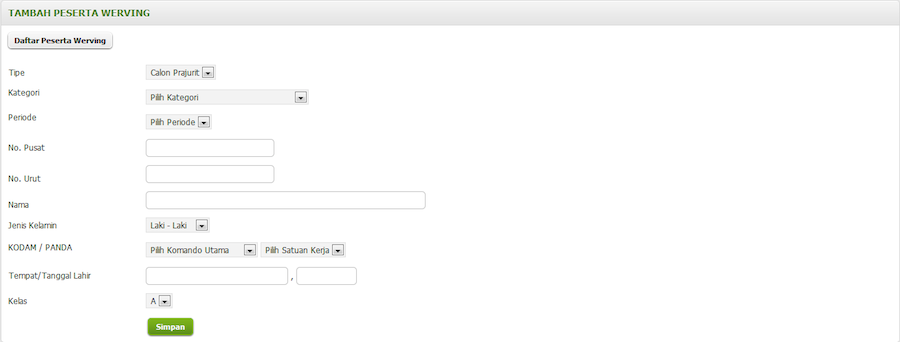 TAMBAH PESERTA WERVING
Daftar Peserta Werving
Tipe Calon Prajurit
Kategori Pilih Kategori
Periode Pilih Periode
No. Pusat
No. Urut
Nama
Jenis Kelamin Laki - Laki
KODAM / PANDA Pilih Komando Utama Pilih Satuan Kerja
Tempat/Tanggal Lahir ,
Kelas A
Simpan